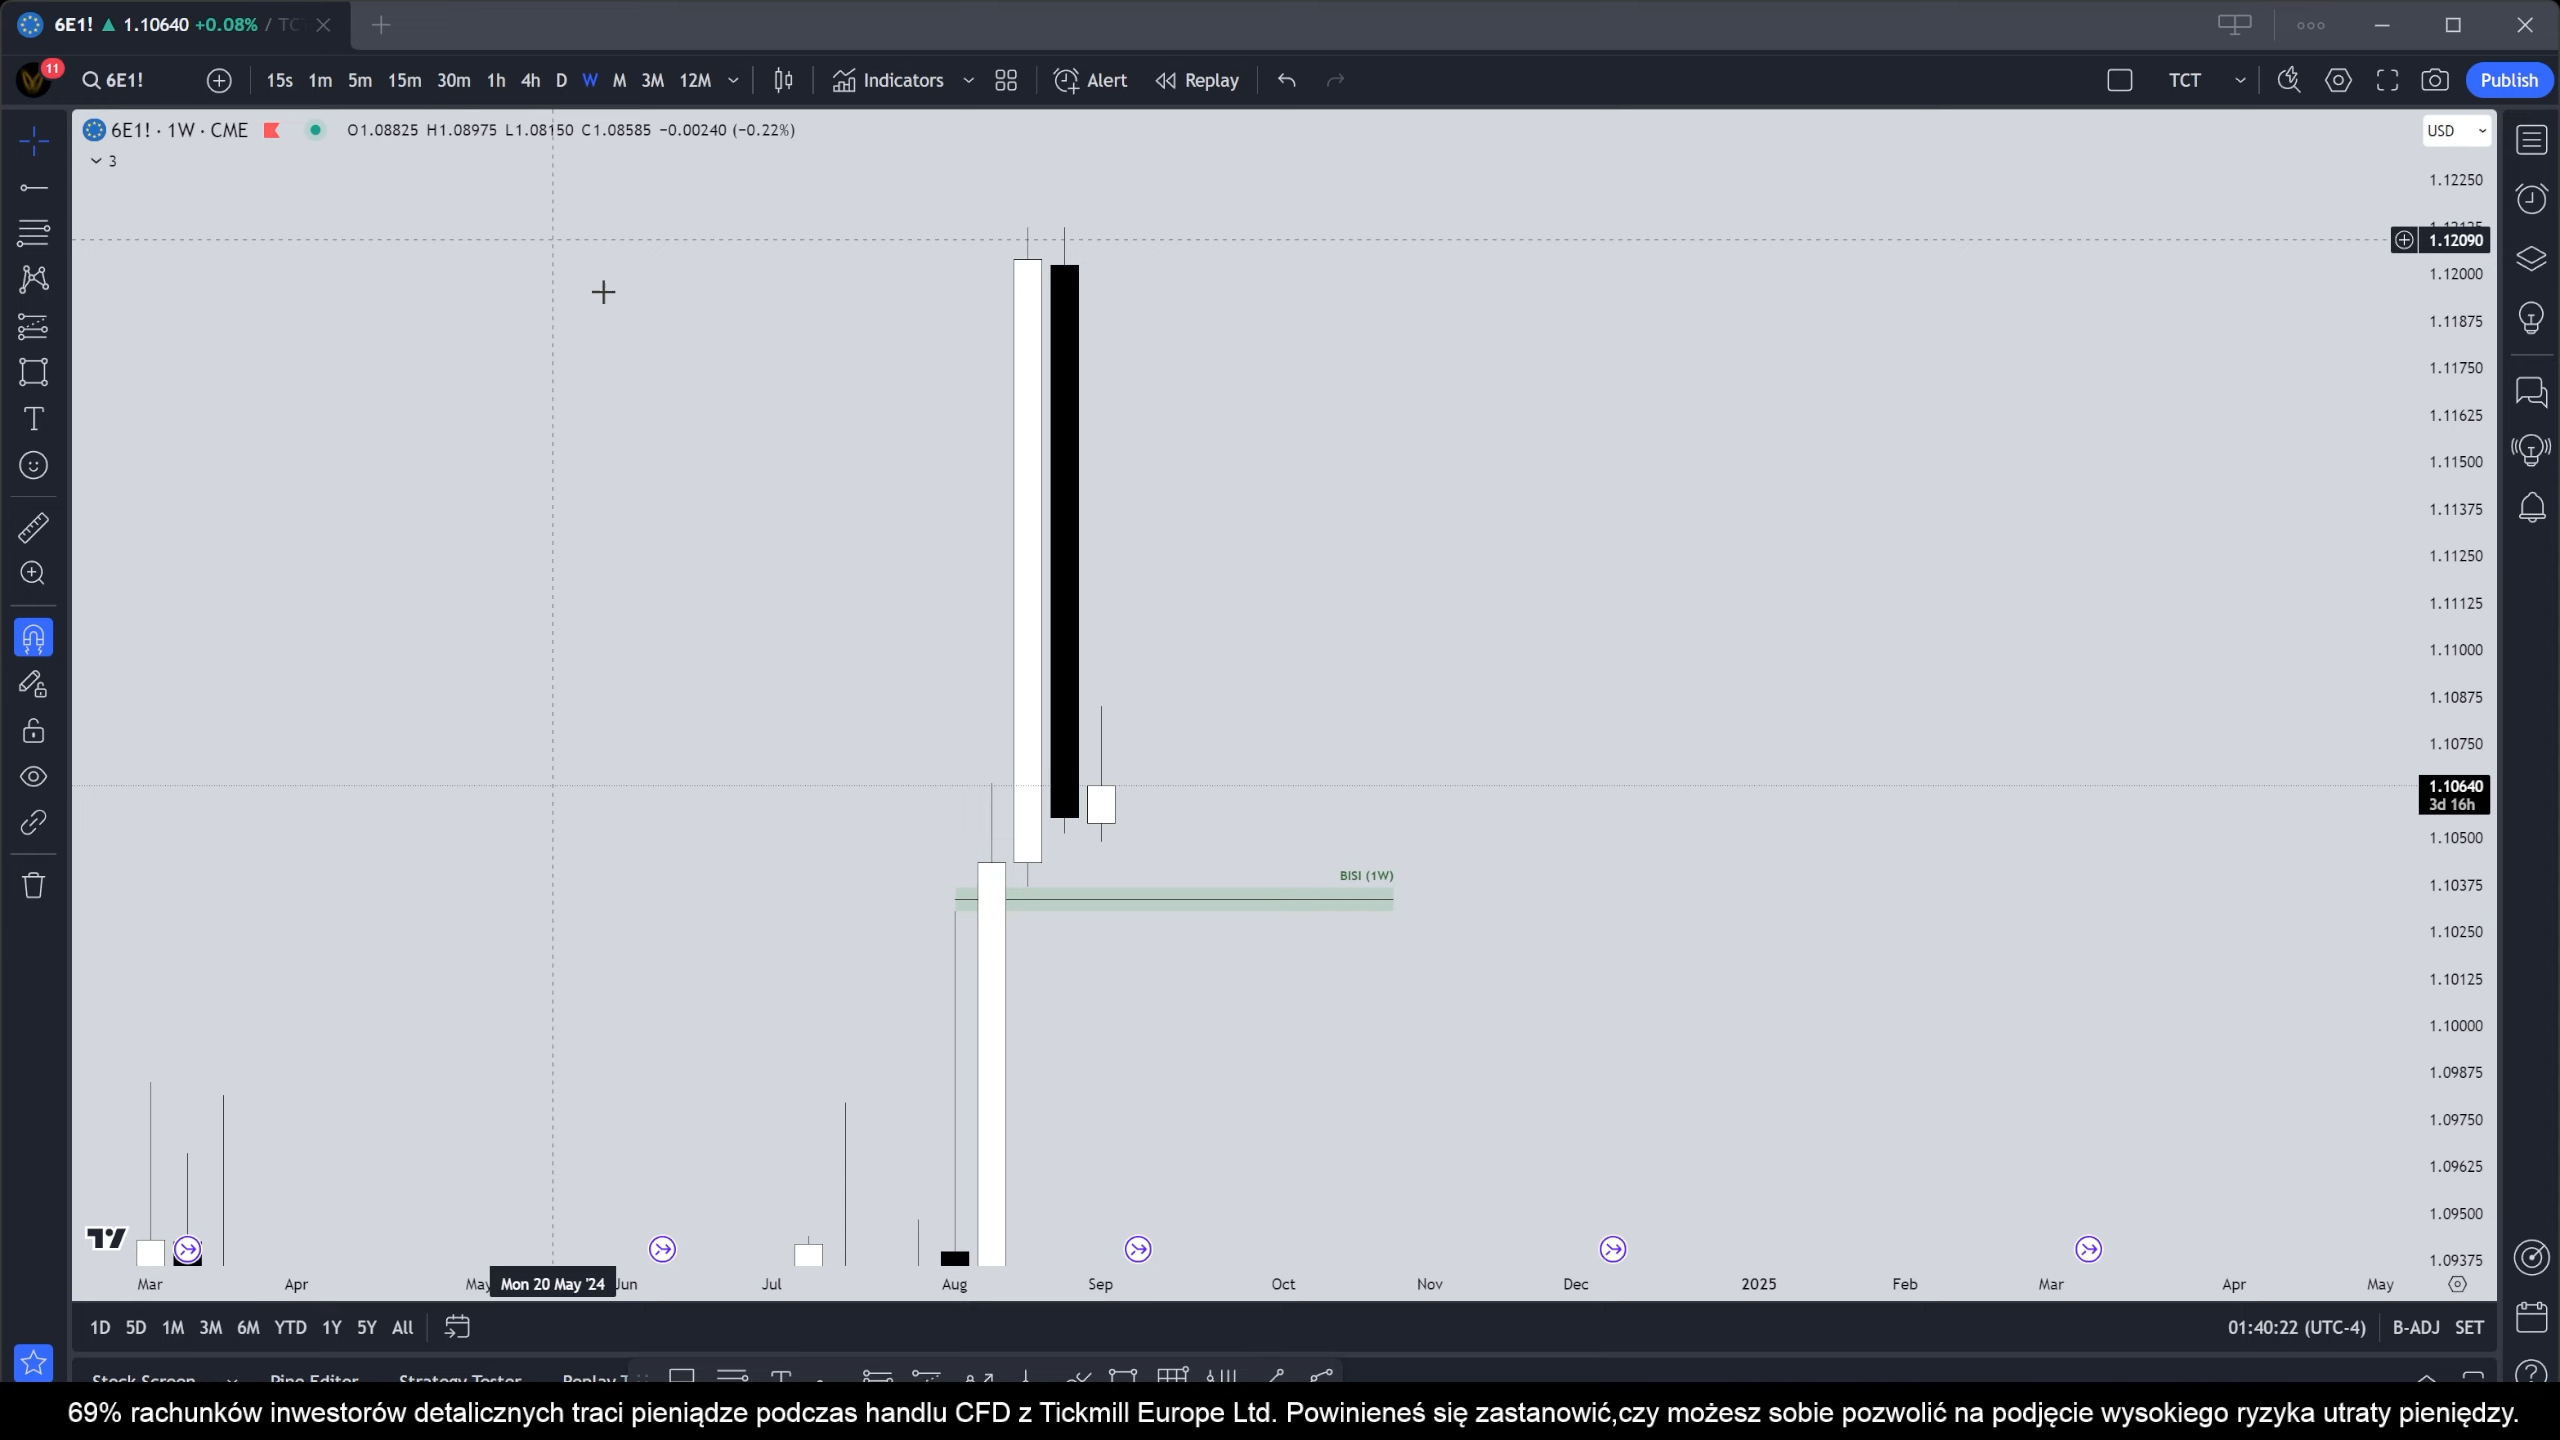 6E1! ▲ 1.10640 +0.08% / TCT
11
6E1! 15s 1m 5m 15m 30m 1h 4h D W M 3M 12M Indicators Alert Replay TCT Publish
6E1! · 1W · CME O1.08825 H1.08975 L1.08150 C1.08585 −0.00240 (−0.22%)
USD
3
1.12250
1.12090
1.12000
1.11875
1.11750
1.11625
1.11500
1.11375
1.11250
1.11125
1.11000
1.10875
1.10750
1.10640
3d 16h
1.10500
BISI (1W)
1.10375
1.10250
1.10125
1.10000
1.09875
1.09750
1.09625
1.09500
1.09375
Mar Apr May Mon 20 May '24 Jun Jul Aug Sep Oct Nov Dec 2025 Feb Mar Apr May
1D 5D 1M 3M 6M YTD 1Y 5Y All 01:40:22 (UTC-4) B-ADJ SET
69% rachunków inwestorów detalicznych traci pieniądze podczas handlu CFD z Tickmill Europe Ltd. Powinieneś się zastanowić,czy możesz sobie pozwolić na podjęcie wysokiego ryzyka utraty pieniędzy.